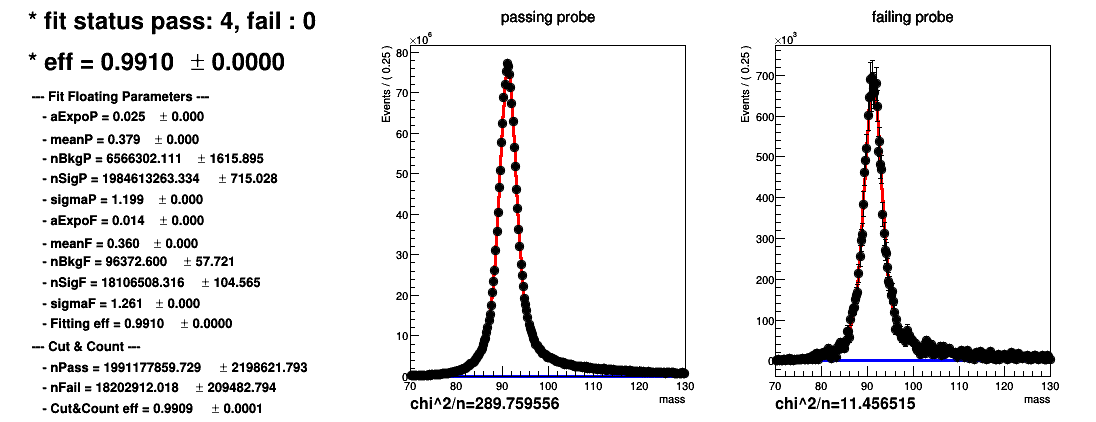 * fit status pass: 4, fail : 0
* eff = 0.9910 ± 0.0000
--- Fit Floating Parameters ---
- aExpoP = 0.025 ± 0.000
- meanP = 0.379 ± 0.000
- nBkgP = 6566302.111 ± 1615.895
- nSigP = 1984613263.334 ± 715.028
- sigmaP = 1.199 ± 0.000
- aExpoF = 0.014 ± 0.000
- meanF = 0.360 ± 0.000
- nBkgF = 96372.600 ± 57.721
- nSigF = 18106508.316 ± 104.565
- sigmaF = 1.261 ± 0.000
- Fitting eff = 0.9910 ± 0.0000
--- Cut & Count ---
- nPass = 1991177859.729 ± 2198621.793
- nFail = 18202912.018 ± 209482.794
- Cut&Count eff = 0.9909 ± 0.0001
passing probe
×10⁶
Events / ( 0.25 )
80
70
60
50
40
30
20
10
0
70 80 90 100 110 120 130
mass
chi^2/n=289.759556
failing probe
×10³
Events / ( 0.25 )
700
600
500
400
300
200
100
0
70 80 90 100 110 120 130
mass
chi^2/n=11.456515